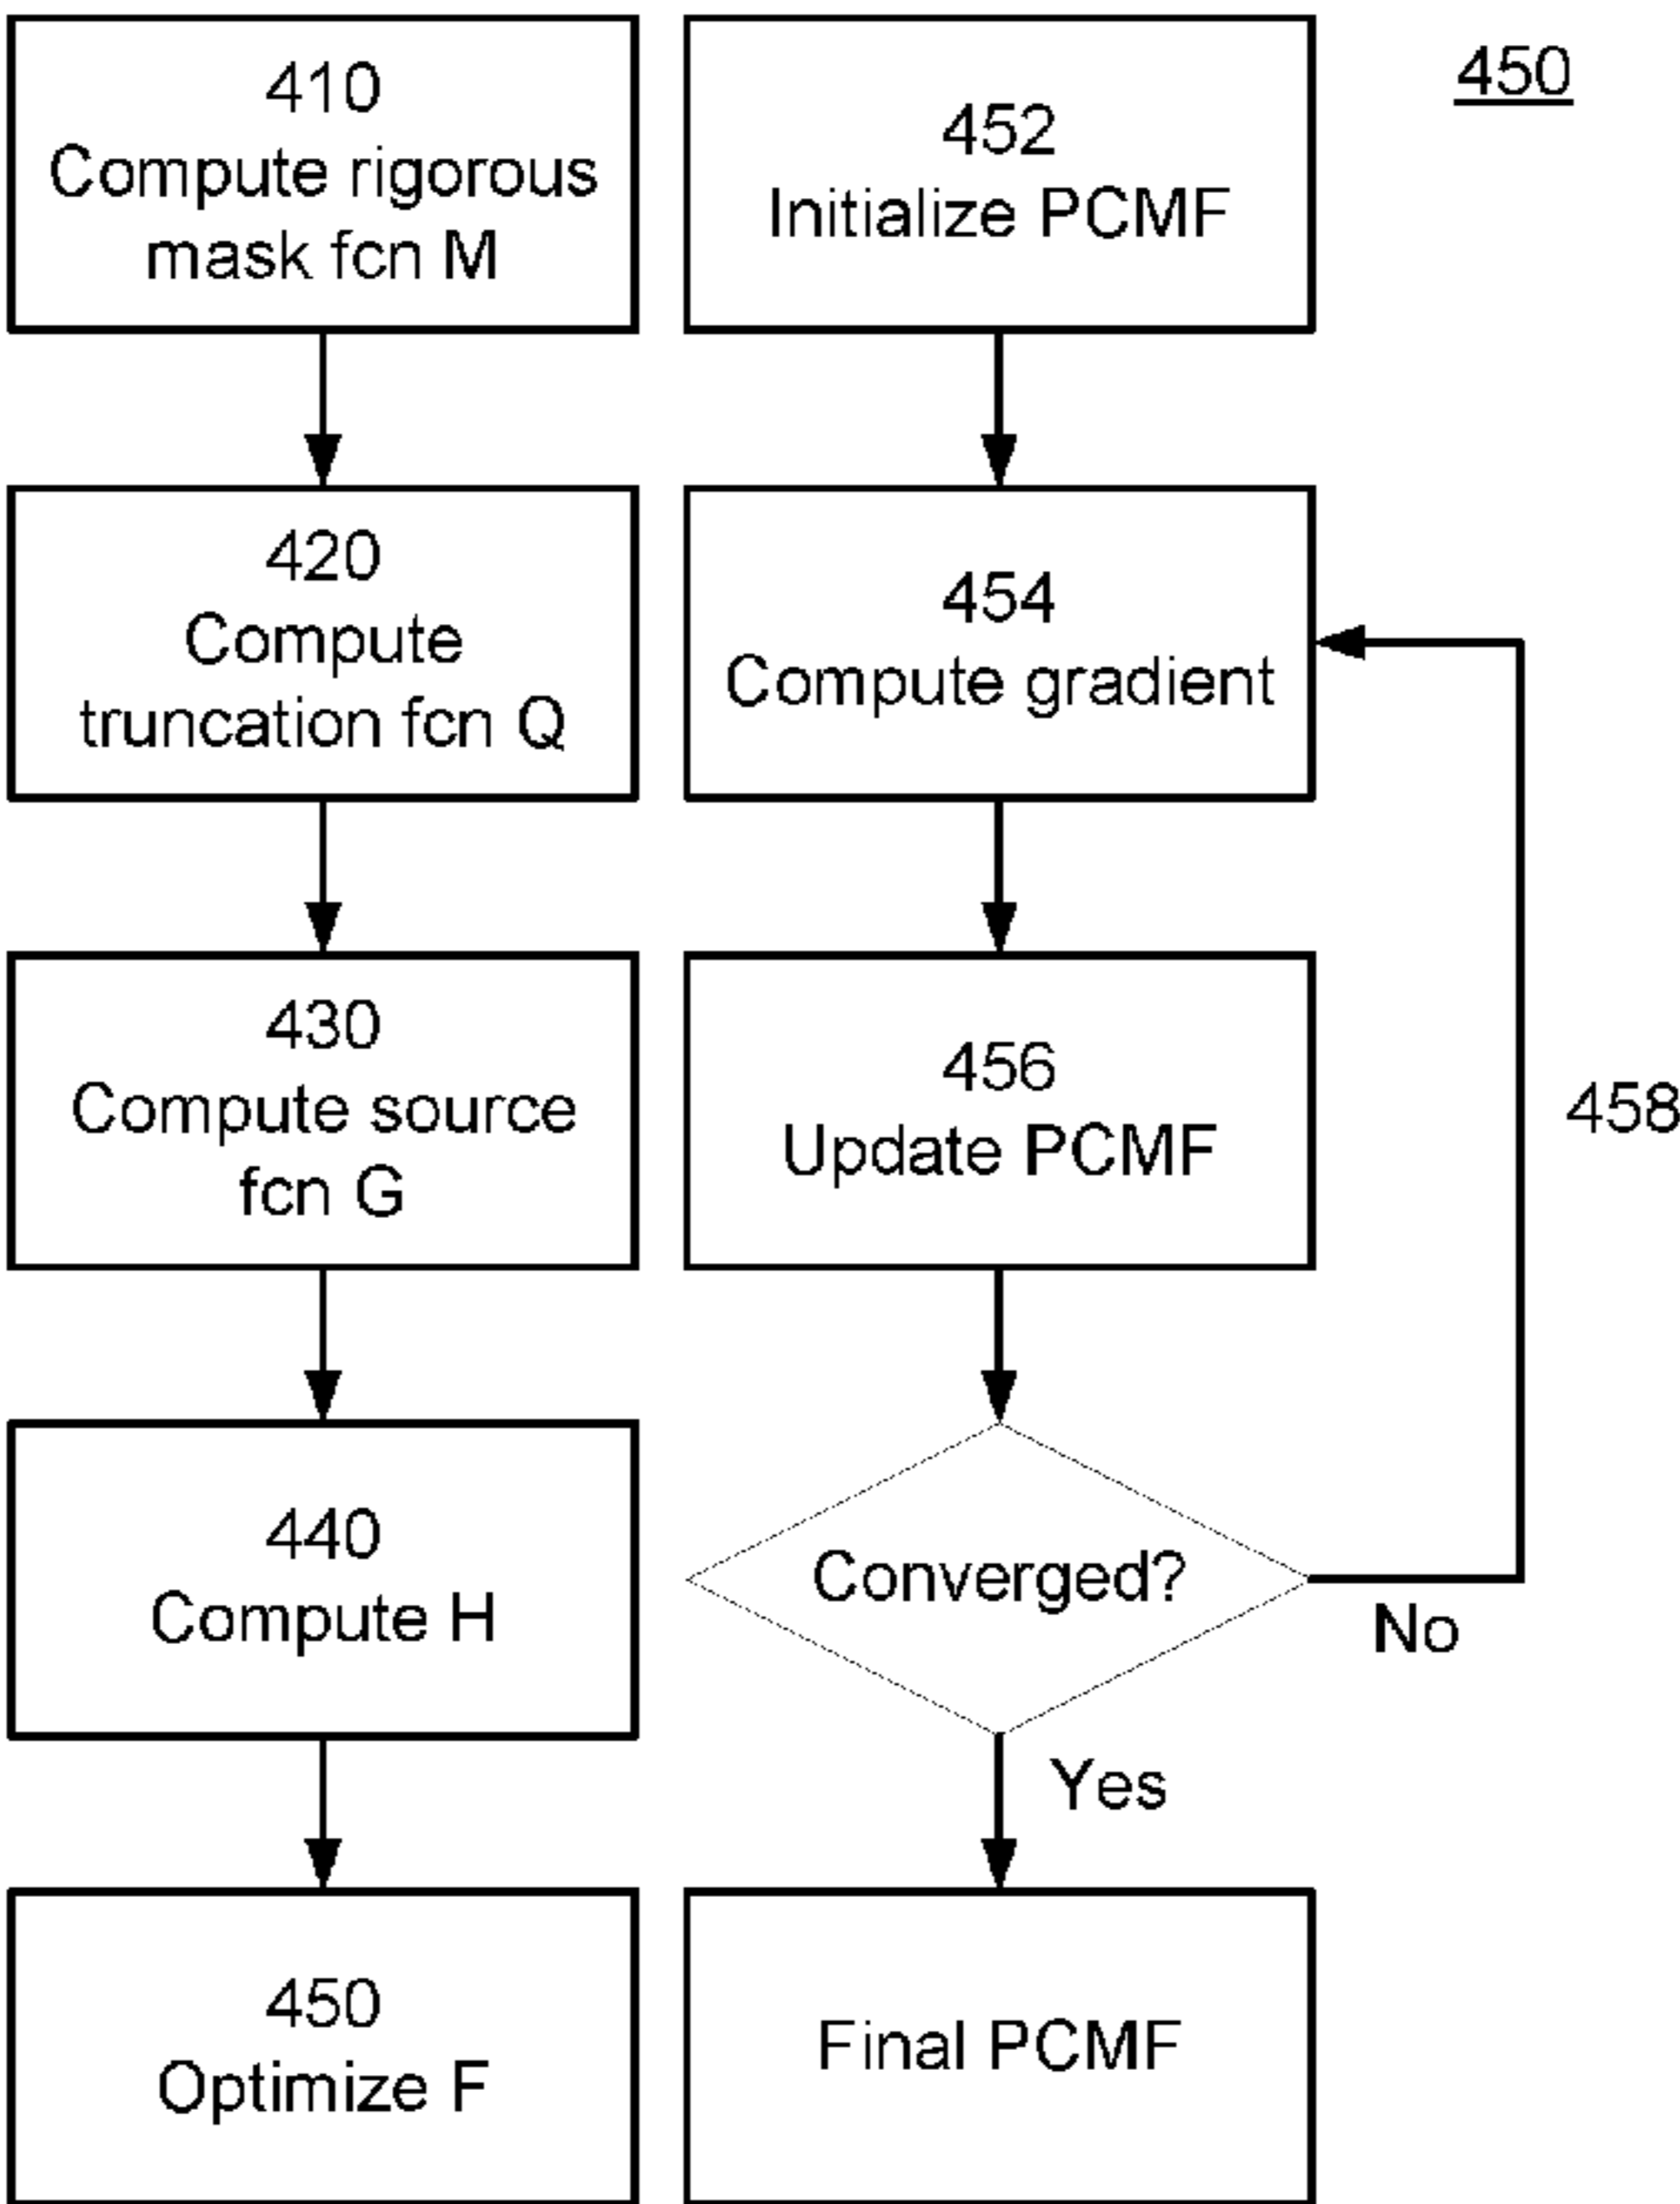 410
Compute rigorous
mask fcn M
420
Compute
truncation fcn Q
430
Compute source
fcn G
440
Compute H
450
Optimize F
450
452
Initialize PCMF
454
Compute gradient
456
Update PCMF
458
Converged?
No
Yes
Final PCMF